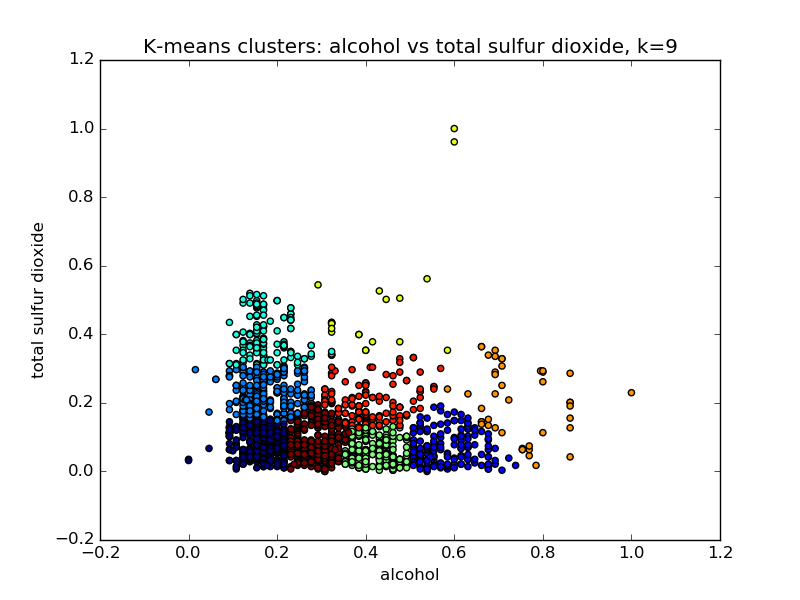 K-means clusters: alcohol vs total sulfur dioxide, k=9
1.2
1.0
0.8
0.6
0.4
0.2
0.0
−0.2
total sulfur dioxide
−0.2 0.0 0.2 0.4 0.6 0.8 1.0 1.2
alcohol